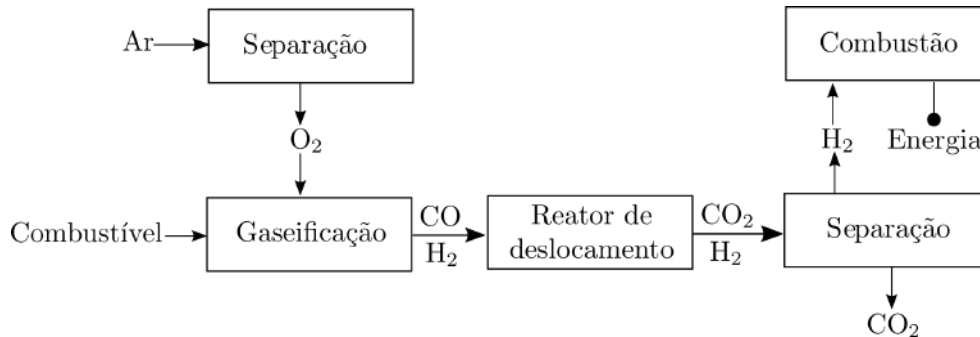 Ar
Separação
Combustão
O₂
H₂
Energia
Combustível
Gaseificação
CO
H₂
Reator de
deslocamento
CO₂
H₂
Separação
CO₂